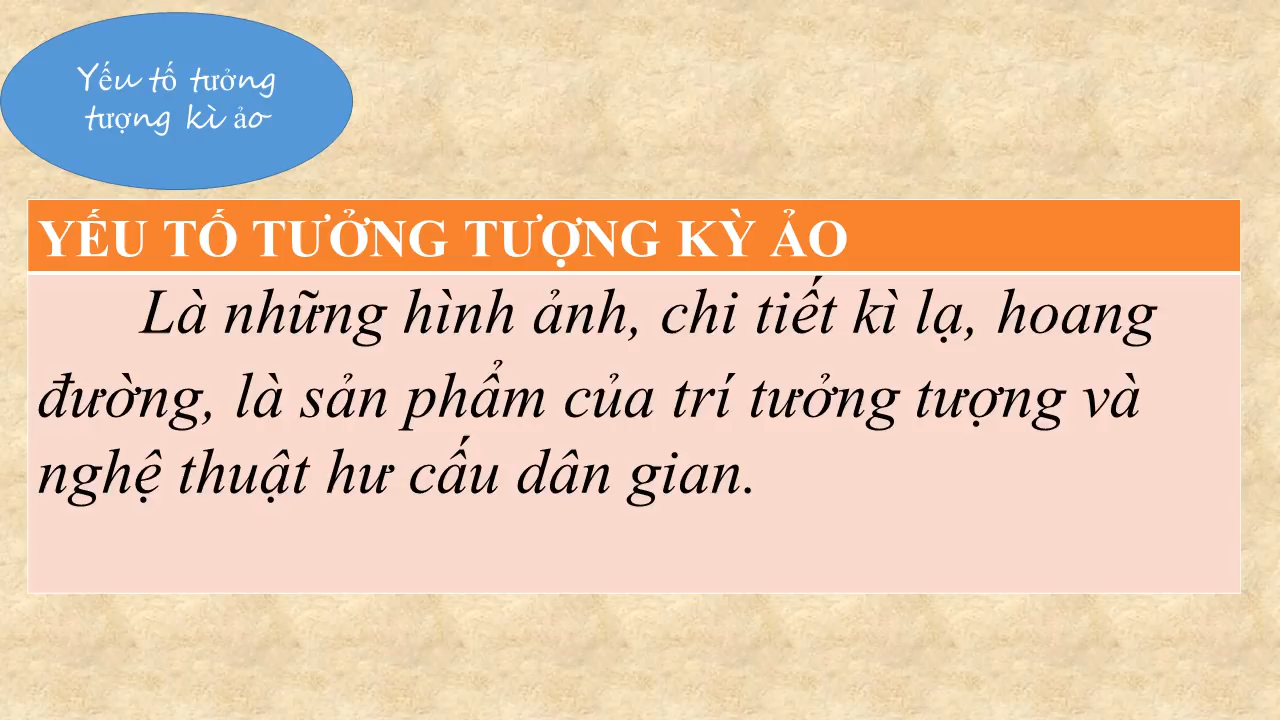 Yếu tố tưởng
tượng kì ảo
YẾU TỐ TƯỞNG TƯỢNG KỲ ẢO
Là những hình ảnh, chi tiết kì lạ, hoang
đường, là sản phẩm của trí tưởng tượng và
nghệ thuật hư cấu dân gian.